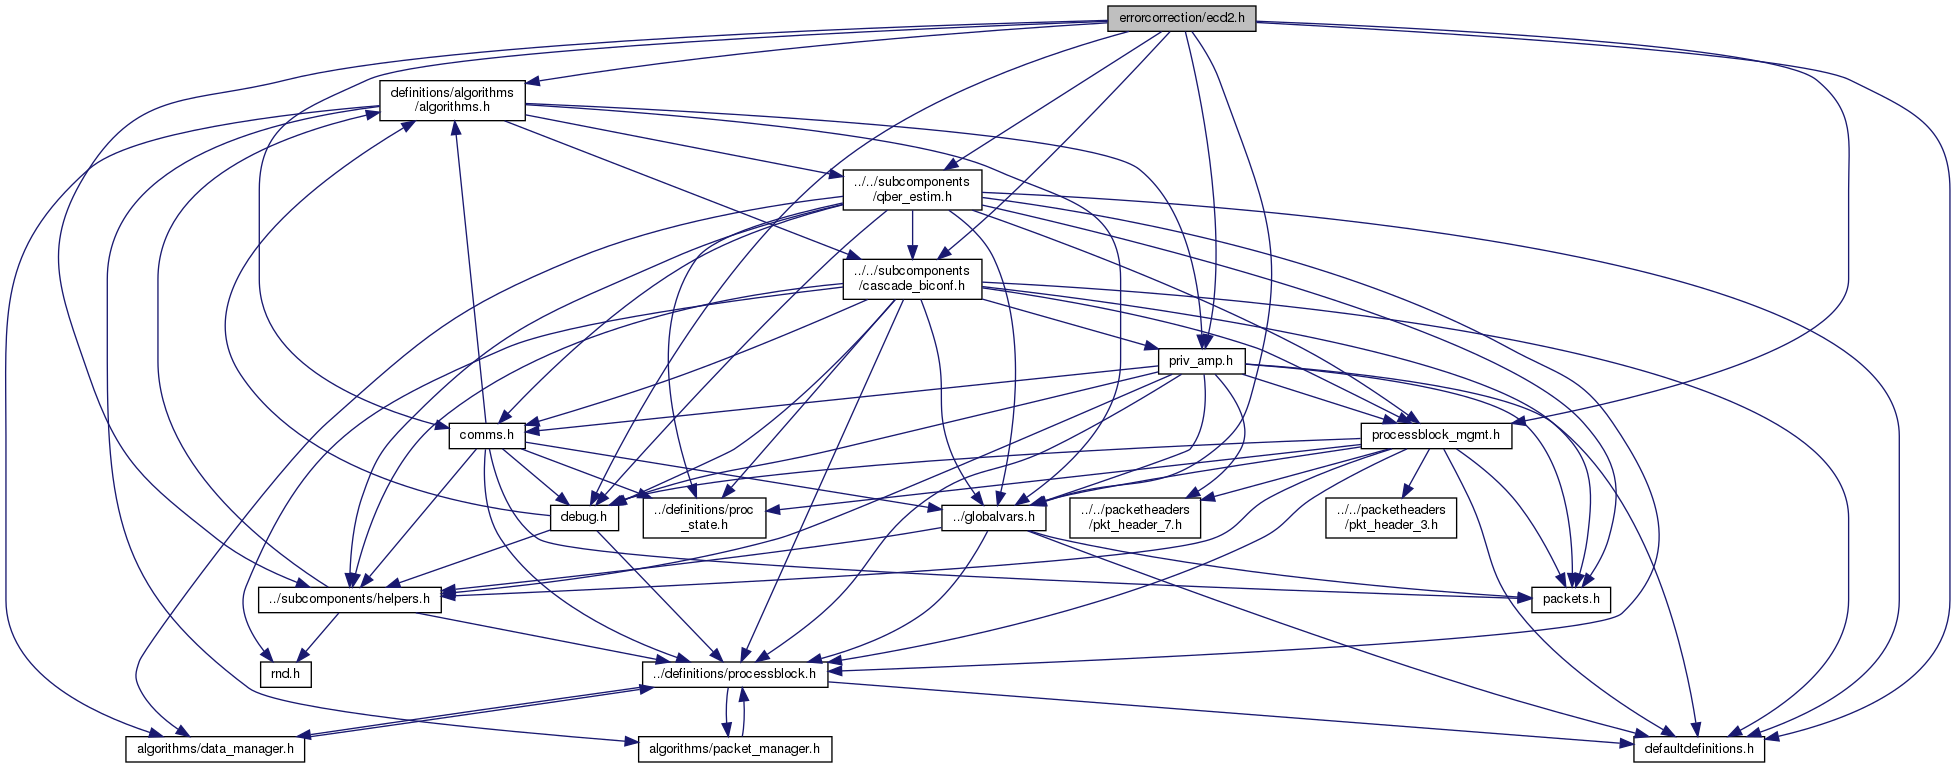 errorcorrection/ecd2.h
definitions/algorithms
/algorithms.h
../../subcomponents
/qber_estim.h
../../subcomponents
/cascade_biconf.h
priv_amp.h
comms.h
processblock_mgmt.h
debug.h
../definitions/proc
_state.h
../globalvars.h
../../packetheaders
/pkt_header_7.h
../../packetheaders
/pkt_header_3.h
../subcomponents/helpers.h
packets.h
rnd.h
../definitions/processblock.h
algorithms/data_manager.h
algorithms/packet_manager.h
defaultdefinitions.h